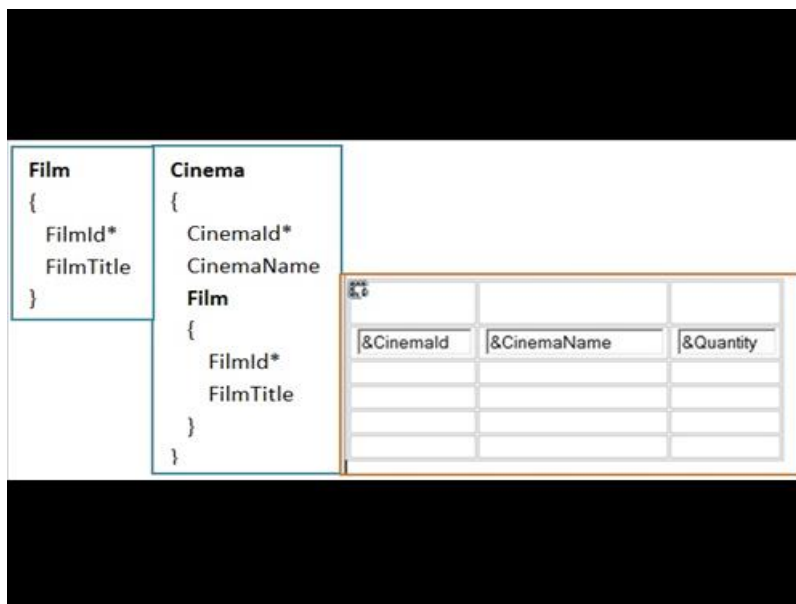 Film
{
FilmId*
FilmTitle
}
Cinema
{
CinemaId*
CinemaName
Film
{
FilmId*
FilmTitle
}
}
&CinemaId &CinemaName &Quantity